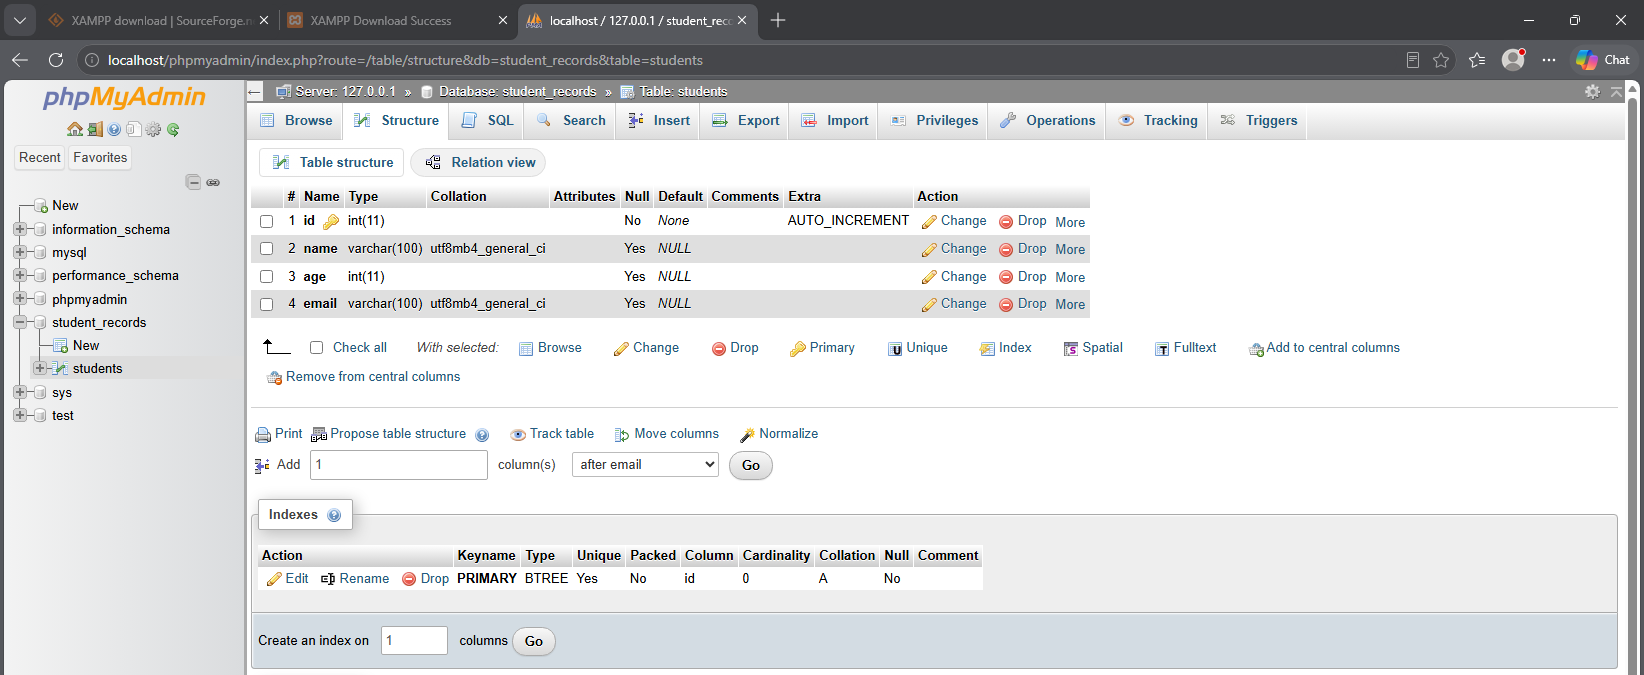 XAMPP download | SourceForge.n
XAMPP Download Success
localhost / 127.0.0.1 / student_reco
localhost/phpmyadmin/index.php?route=/table/structure&db=student_records&table=students
Chat
phpMyAdmin
Recent Favorites
New
information_schema
mysql
performance_schema
phpmyadmin
student_records
New
students
sys
test
Server: 127.0.0.1 » Database: student_records » Table: students
Browse Structure SQL Search Insert Export Import Privileges Operations Tracking Triggers
Table structure Relation view
# Name Type Collation Attributes Null Default Comments Extra Action
1 id int(11) No None AUTO_INCREMENT Change Drop More
2 name varchar(100) utf8mb4_general_ci Yes NULL Change Drop More
3 age int(11) Yes NULL Change Drop More
4 email varchar(100) utf8mb4_general_ci Yes NULL Change Drop More
Check all With selected: Browse Change Drop Primary Unique Index Spatial Fulltext Add to central columns
Remove from central columns
Print Propose table structure Track table Move columns Normalize
Add 1 column(s) after email Go
Indexes
Action Keyname Type Unique Packed Column Cardinality Collation Null Comment
Edit Rename Drop PRIMARY BTREE Yes No id 0 A No
Create an index on 1 columns Go